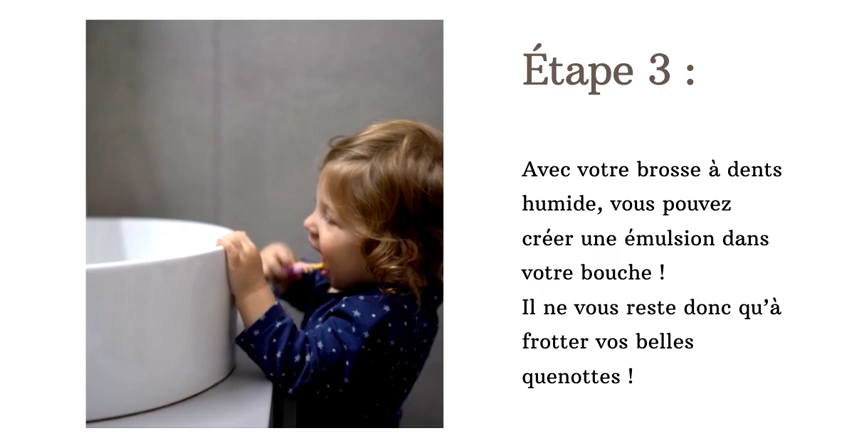 Étape 3 :
Avec votre brosse à dents
humide, vous pouvez
créer une émulsion dans
votre bouche !
Il ne vous reste donc qu’à
frotter vos belles
quenottes !